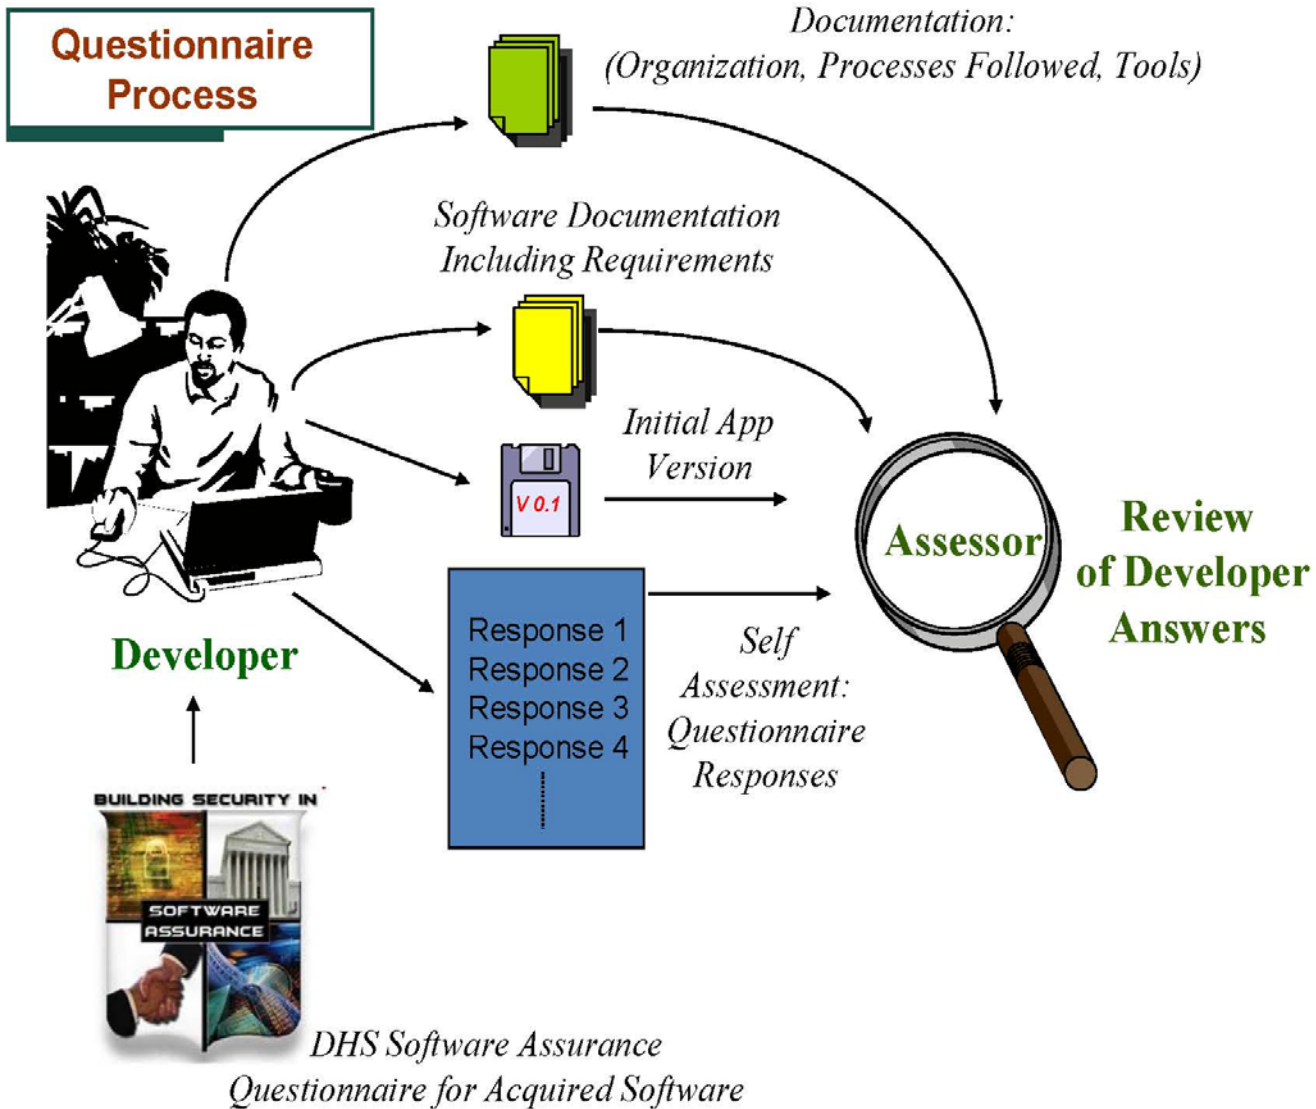 Questionnaire
Process
Documentation:
(Organization, Processes Followed, Tools)
Software Documentation
Including Requirements
Initial App
Version
V 0.1
Assessor
Review
of Developer
Answers
Developer
Response 1
Response 2
Response 3
Response 4
Self
Assessment:
Questionnaire
Responses
BUILDING SECURITY IN
SOFTWARE
ASSURANCE
DHS Software Assurance
Questionnaire for Acquired Software